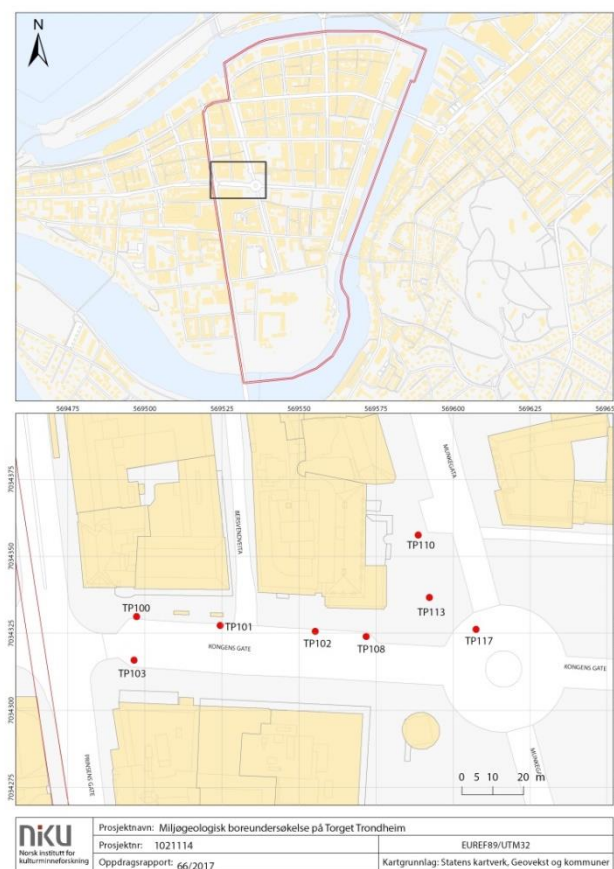 N
569475 569500 569525 569550 569575 569600 569625
7034375
7034350
7034325
7034300
7034275
MUNKEGATA
TP110
TP113
TP100
TP101
TP102
TP108
TP117
TP103
KONGENS GATE
KONGENS GATE
PRINSENS GATE
0 5 10 20 m
niku
Norsk institutt for
kulturminneforskning
Prosjektnavn: Miljøgeologisk boreundersøkelse på Torget Trondheim
Prosjektnr: 1021114
EUREF89/UTM32
Oppdragsrapport: 66/2017
Kartgrunnlag: Statens kartverk, Geovekst og kommuner